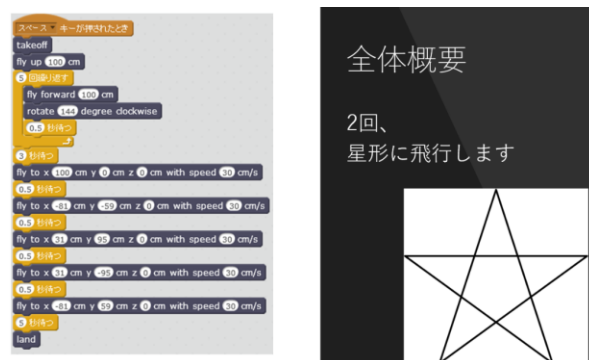 スペース キーが押されたとき
takeoff
fly up 100 cm
5 回繰り返す
fly forward 100 cm
rotate 144 degree clockwise
0.5 秒待つ
3 秒待つ
fly to x 100 cm y 0 cm z 0 cm with speed 30 cm/s
0.5 秒待つ
fly to x -81 cm y -59 cm z 0 cm with speed 30 cm/s
0.5 秒待つ
fly to x 31 cm y 95 cm z 0 cm with speed 30 cm/s
0.5 秒待つ
fly to x 31 cm y -95 cm z 0 cm with speed 30 cm/s
0.5 秒待つ
fly to x -81 cm y 59 cm z 0 cm with speed 30 cm/s
5 秒待つ
land
全体概要
2回、
星形に飛行します